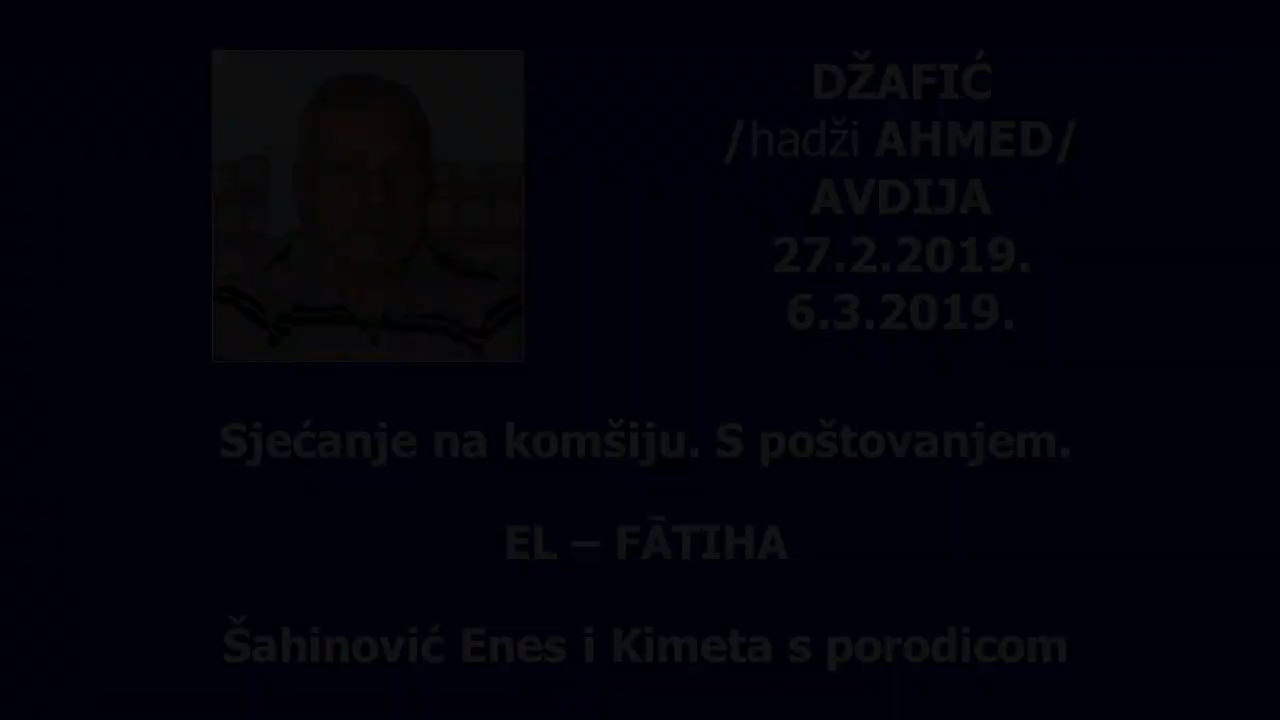 DŽAFIĆ
/hadži AHMED/
AVDIJA
27.2.2019.
6.3.2019.
Sjećanje na komšiju. S poštovanjem.
EL – FĀTIHA
Šahinović Enes i Kimeta s porodicom